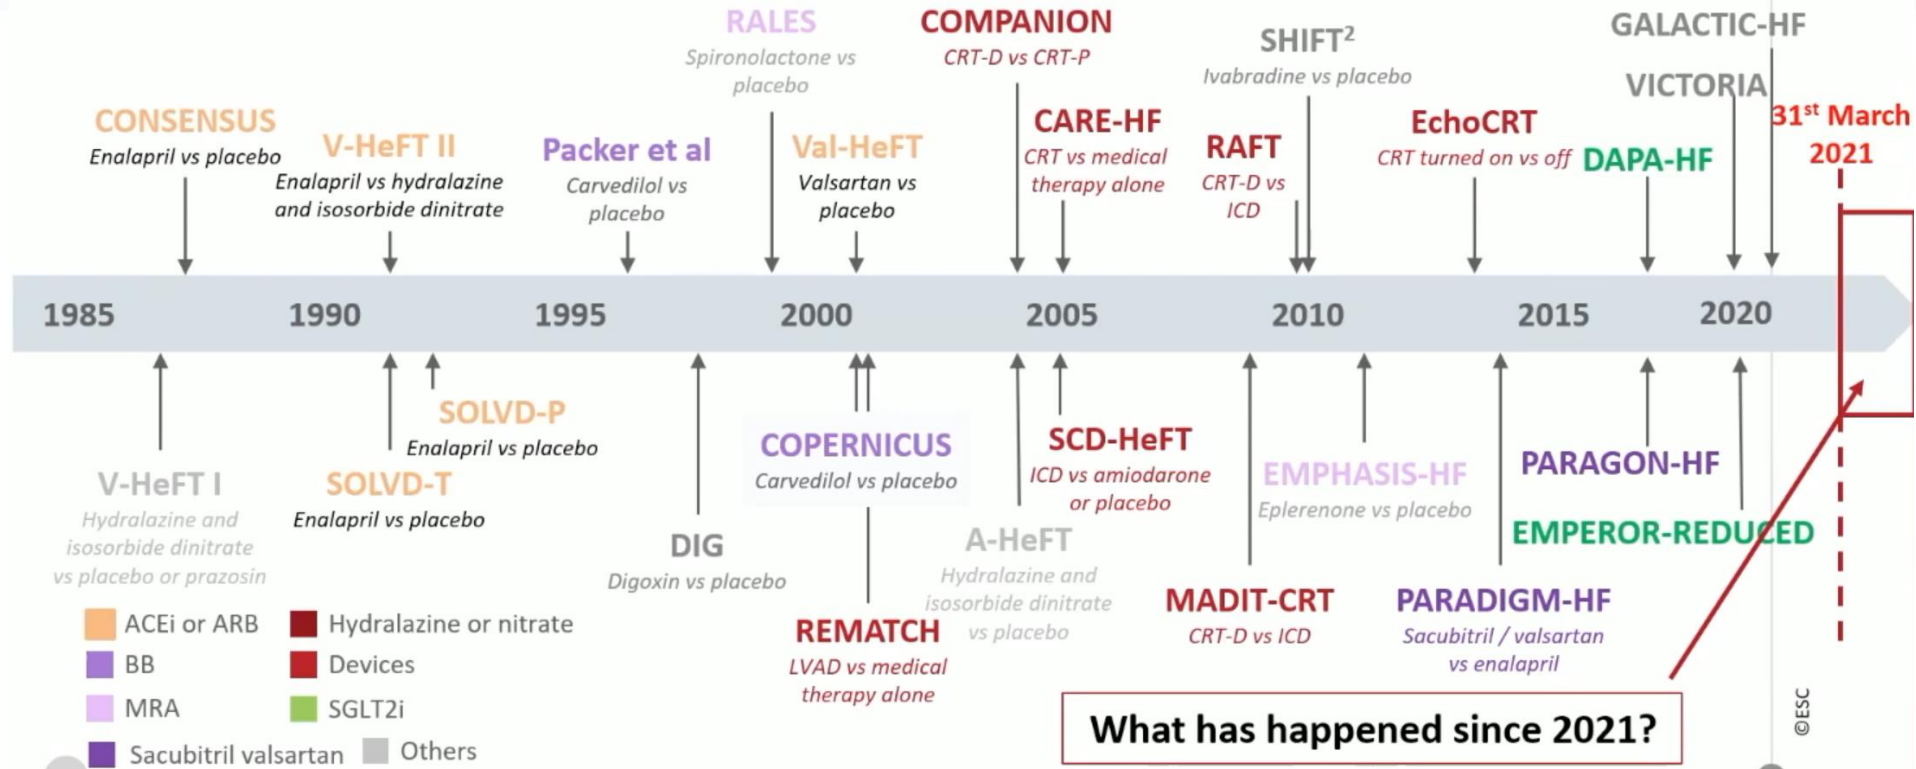 RALES
Spironolactone vs
placebo
COMPANION
CRT-D vs CRT-P
SHIFT²
Ivabradine vs placebo
GALACTIC-HF
VICTORIA
31st March
2021
CONSENSUS
Enalapril vs placebo
V-HeFT II
Enalapril vs hydralazine
and isosorbide dinitrate
Packer et al
Carvedilol vs
placebo
Val-HeFT
Valsartan vs
placebo
CARE-HF
CRT vs medical
therapy alone
RAFT
CRT-D vs
ICD
EchoCRT
CRT turned on vs off
DAPA-HF
1985 1990 1995 2000 2005 2010 2015 2020
V-HeFT I
Hydralazine and
isosorbide dinitrate
vs placebo or prazosin
SOLVD-P
Enalapril vs placebo
SOLVD-T
Enalapril vs placebo
DIG
Digoxin vs placebo
COPERNICUS
Carvedilol vs placebo
REMATCH
LVAD vs medical
therapy alone
A-HeFT
Hydralazine and
isosorbide dinitrate
vs placebo
SCD-HeFT
ICD vs amiodarone
or placebo
MADIT-CRT
CRT-D vs ICD
EMPHASIS-HF
Eplerenone vs placebo
PARADIGM-HF
Sacubitril / valsartan
vs enalapril
PARAGON-HF
EMPEROR-REDUCED
ACEi or ARB
BB
MRA
Sacubitril valsartan
Hydralazine or nitrate
Devices
SGLT2i
Others
What has happened since 2021?
©ESC